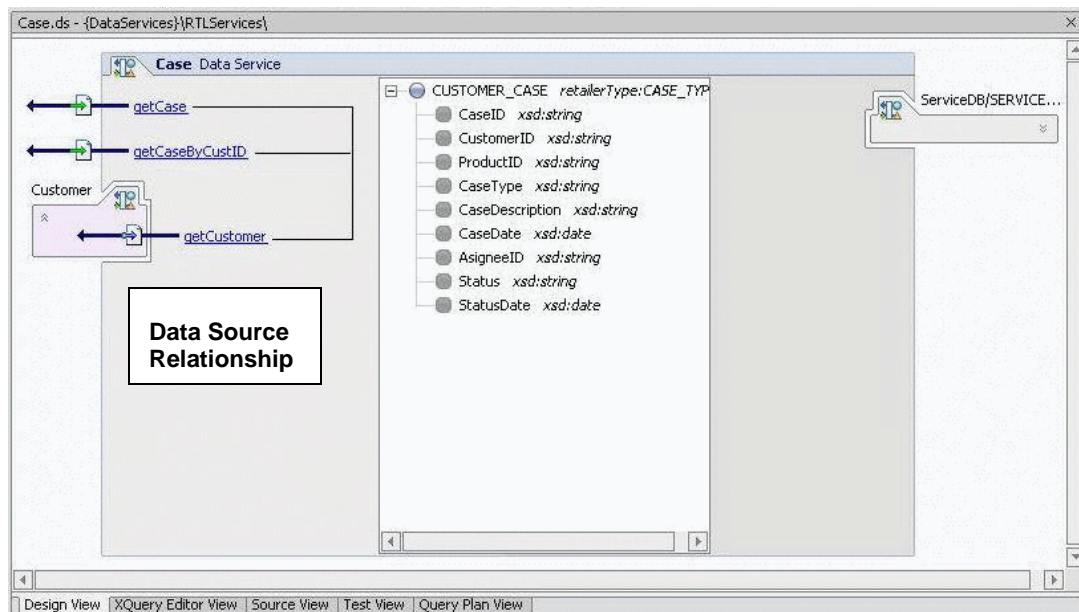 Case.ds - {DataServices}\RTLServices\
Case Data Service
getCase
getCaseByCustID
Customer
getCustomer
Data Source
Relationship
CUSTOMER_CASE retailerType:CASE_TYP
CaseID xsd:string
CustomerID xsd:string
ProductID xsd:string
CaseType xsd:string
CaseDescription xsd:string
CaseDate xsd:date
AsigneeID xsd:string
Status xsd:string
StatusDate xsd:date
ServiceDB/SERVICE...
Design View XQuery Editor View Source View Test View Query Plan View